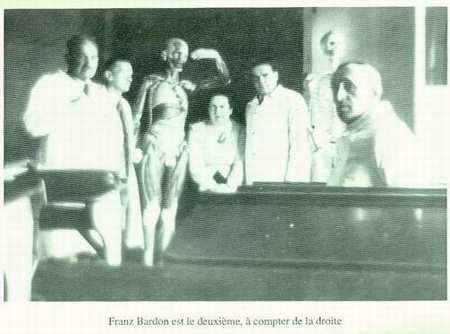 Franz Bardon est le deuxième, à compter de la droite